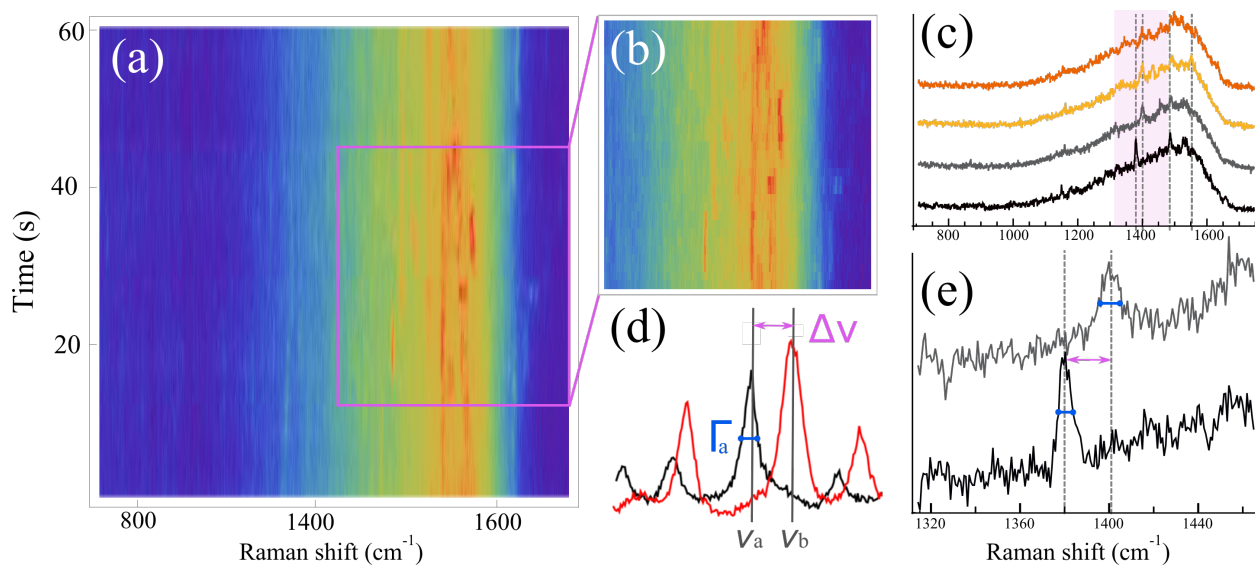 (a)
60
40
20
Time (s)
800
1400
1600
Raman shift (cm-1)
(b)
(c)
800
1000
1200
1400
1600
(d)
Δν
Γa
νa
νb
(e)
1320
1360
1400
1440
Raman shift (cm-1)